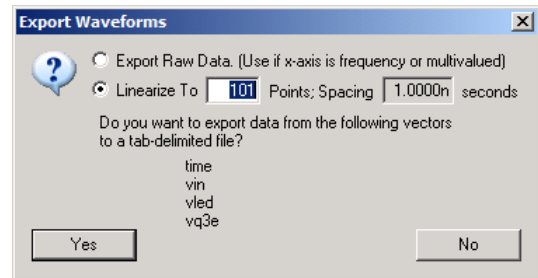 Export Waveforms
Export Raw Data. (Use if x-axis is frequency or multivalued)
Linearize To 101 Points; Spacing 1.0000n seconds
Do you want to export data from the following vectors
to a tab-delimited file?
time
vin
vled
vq3e
Yes No